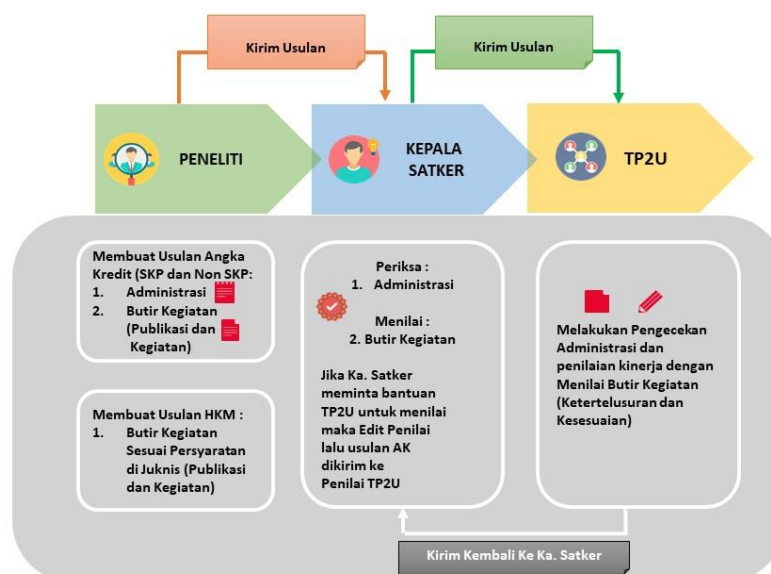 Kirim Usulan
Kirim Usulan
PENELITI
KEPALA
SATKER
TP2U
Membuat Usulan Angka
Kredit (SKP dan Non SKP:
1. Administrasi
2. Butir Kegiatan
(Publikasi dan
Kegiatan)
Membuat Usulan HKM :
1. Butir Kegiatan
Sesuai Persyaratan
di Juknis (Publikasi
dan Kegiatan)
Periksa :
1. Administrasi
Menilai :
2. Butir Kegiatan
Jika Ka. Satker
meminta bantuan
TP2U untuk menilai
maka Edit Penilai
lalu usulan AK
dikirim ke
Penilai TP2U
Melakukan Pengecekan
Administrasi dan
penilaian kinerja dengan
Menilai Butir Kegiatan
(Ketertelusuran dan
Kesesuaian)
Kirim Kembali Ke Ka. Satker